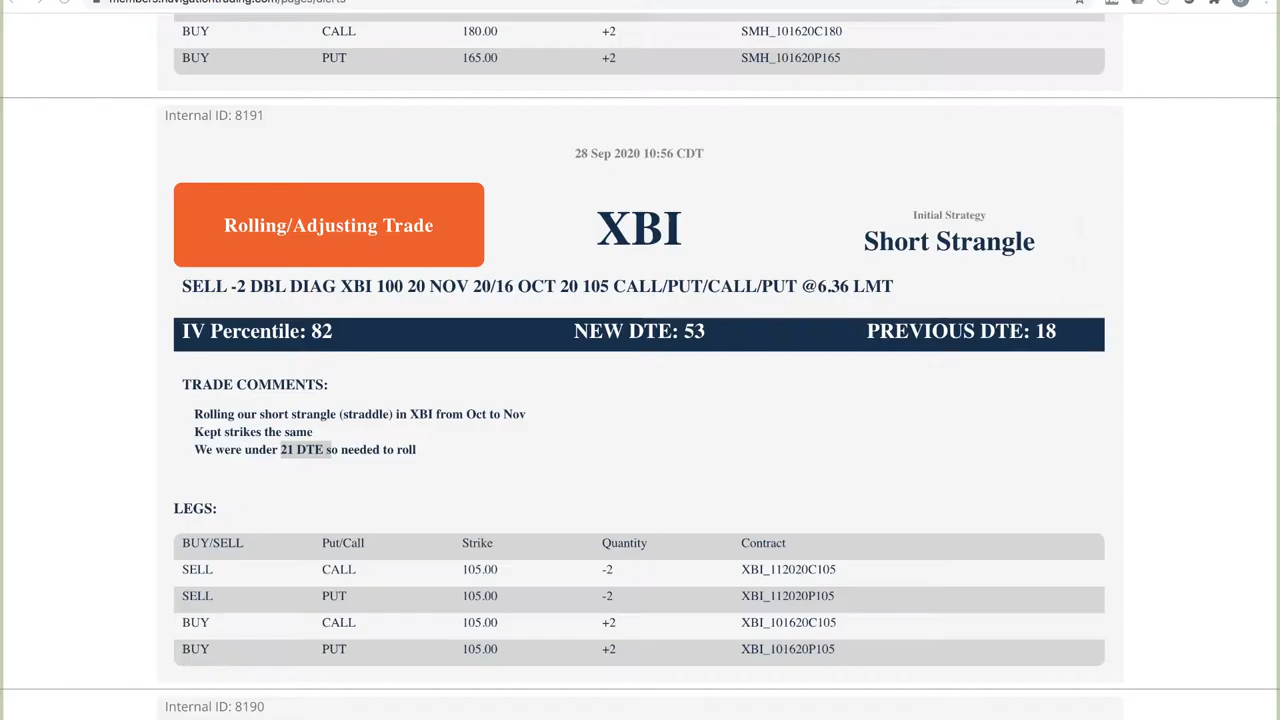 members.navigationtrading.com/pages/alerts
BUY CALL 180.00 +2 SMH_101620C180
BUY PUT 165.00 +2 SMH_101620P165
Internal ID: 8191
28 Sep 2020 10:56 CDT
Rolling/Adjusting Trade
XBI
Initial Strategy
Short Strangle
SELL -2 DBL DIAG XBI 100 20 NOV 20/16 OCT 20 105 CALL/PUT/CALL/PUT @6.36 LMT
IV Percentile: 82 NEW DTE: 53 PREVIOUS DTE: 18
TRADE COMMENTS:
Rolling our short strangle (straddle) in XBI from Oct to Nov
Kept strikes the same
We were under 21 DTE so needed to roll
LEGS:
BUY/SELL Put/Call Strike Quantity Contract
SELL CALL 105.00 -2 XBI_112020C105
SELL PUT 105.00 -2 XBI_112020P105
BUY CALL 105.00 +2 XBI_101620C105
BUY PUT 105.00 +2 XBI_101620P105
Internal ID: 8190